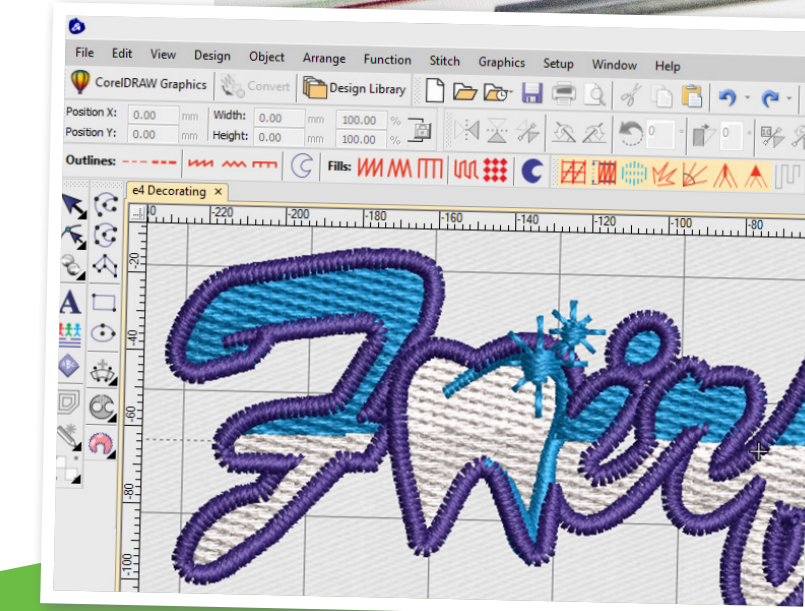 File Edit View Design Object Arrange Function Stitch Graphics Setup Window Help
CorelDRAW Graphics Convert Design Library
Position X: 0.00 mm Width: 0.00 mm 100.00 %
Position Y: 0.00 mm Height: 0.00 mm 100.00 %
0 0
Outlines: Fills:
e4 Decorating ×
-220 -200 -180 -160 -140 -120 -100 -80
-20
-40
-60
-80
-100
A